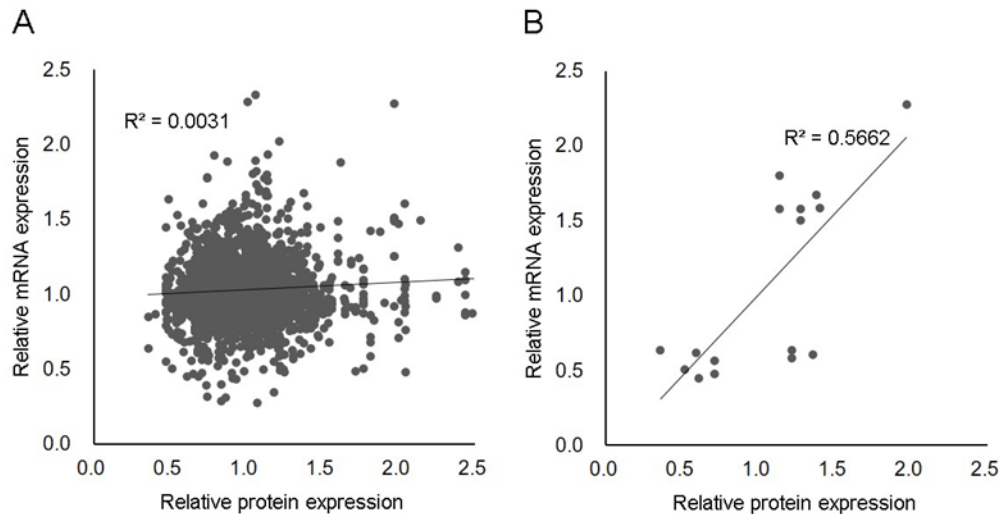 A
Relative mRNA expression
2.5
2.0
1.5
1.0
0.5
0.0
R² = 0.0031
0.0 0.5 1.0 1.5 2.0 2.5
Relative protein expression
B
Relative mRNA expression
2.5
2.0
1.5
1.0
0.5
0.0
R² = 0.5662
0.0 0.5 1.0 1.5 2.0 2.5
Relative protein expression